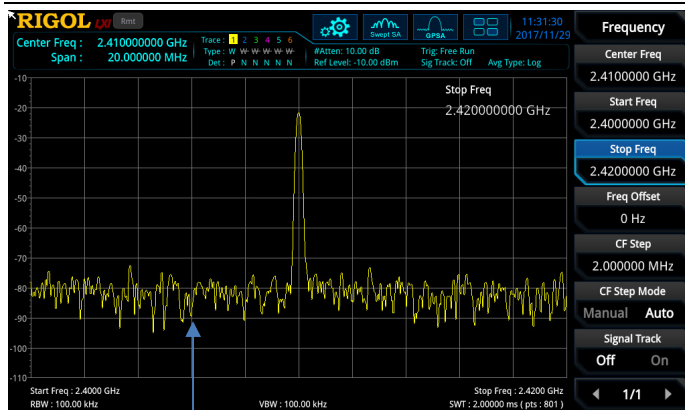 RIGOL LXI Rmt
Swept SA
GPSA
11:31:30
2017/11/29
Center Freq : 2.410000000 GHz
Span : 20.000000 MHz
Trace : 1 2 3 4 5 6
Type : W W W W W W
Det : P N N N N N
#Atten: 10.00 dB
Ref Level: -10.00 dBm
Trig: Free Run
Sig Track: Off
Avg Type: Log
-10
-20
-30
-40
-50
-60
-70
-80
-90
-100
-110
Stop Freq
2.420000000 GHz
Start Freq : 2.4000 GHz
Stop Freq : 2.4200 GHz
RBW : 100.00 kHz
VBW : 100.00 kHz
SWT : 2.00000 ms ( pts : 801 )
Frequency
Center Freq
2.4100000 GHz
Start Freq
2.4000000 GHz
Stop Freq
2.4200000 GHz
Freq Offset
0 Hz
CF Step
2.000000 MHz
CF Step Mode
Manual Auto
Signal Track
Off On
1/1